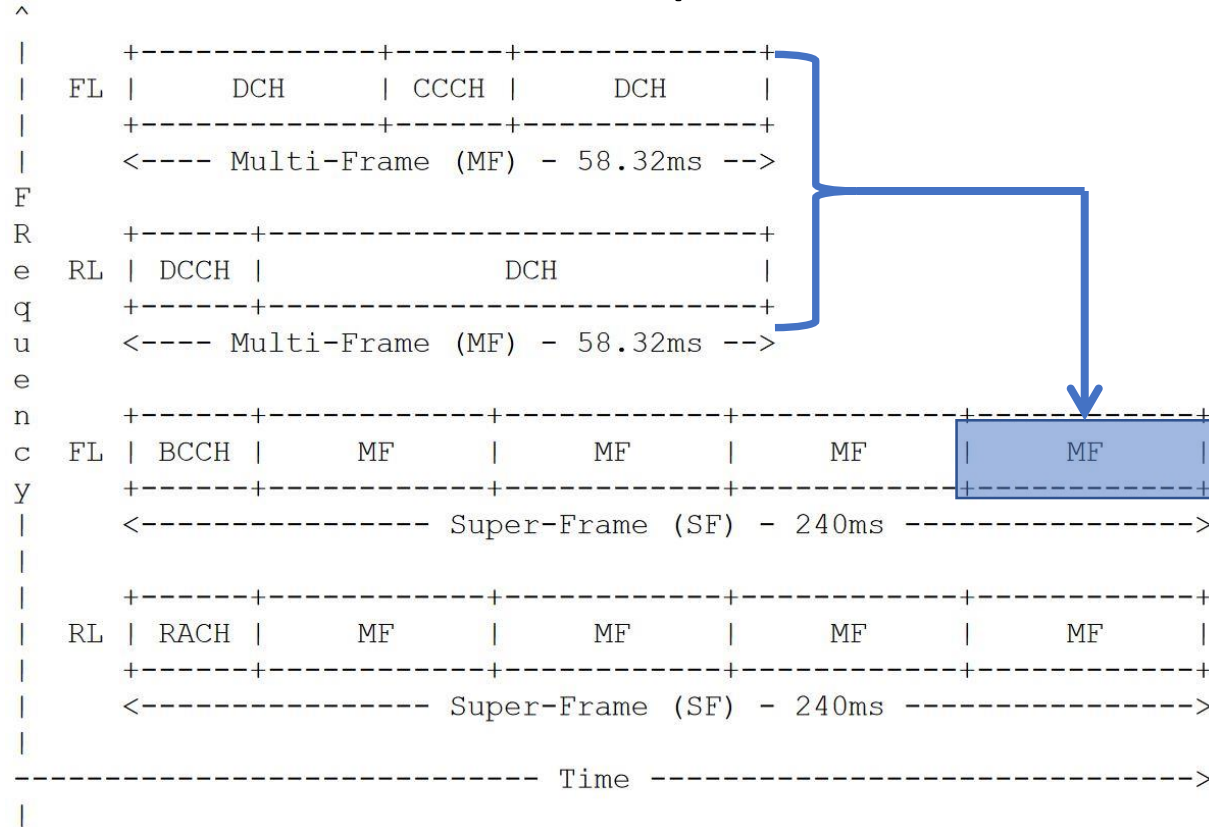 ^
|      +-------------+------+-------------+
|  FL  |     DCH     | CCCH |     DCH     |
|      +-------------+------+-------------+
|      <---- Multi-Frame (MF) - 58.32ms -->
F
R      +------+---------------------------+
e  RL  | DCCH |             DCH           |
q      +------+---------------------------+
u      <---- Multi-Frame (MF) - 58.32ms -->
e
n      +------+------------+------------+------------+------------+
c  FL  | BCCH |     MF     |     MF     |     MF     |     MF     |
y      +------+------------+------------+------------+------------+
|      <---------------- Super-Frame (SF) - 240ms ---------------->
|
|      +------+------------+------------+------------+------------+
|  RL  | RACH |     MF     |     MF     |     MF     |     MF     |
|      +------+------------+------------+------------+------------+
|      <---------------- Super-Frame (SF) - 240ms ---------------->
|
----------------------------- Time ------------------------------>
|